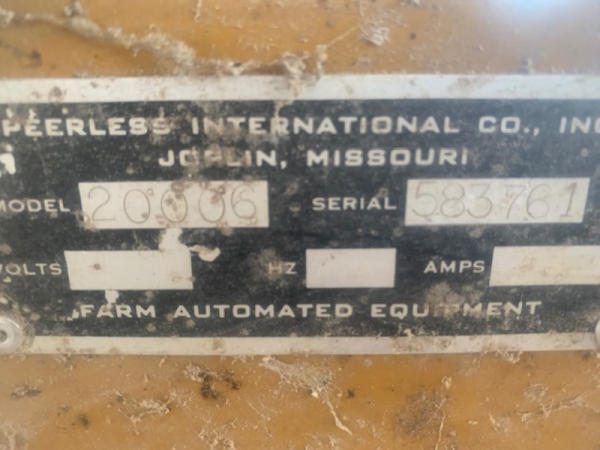 PEERLESS INTERNATIONAL CO., INC
JOPLIN, MISSOURI
MODEL 20006 SERIAL 583761
VOLTS HZ AMPS
FARM AUTOMATED EQUIPMENT